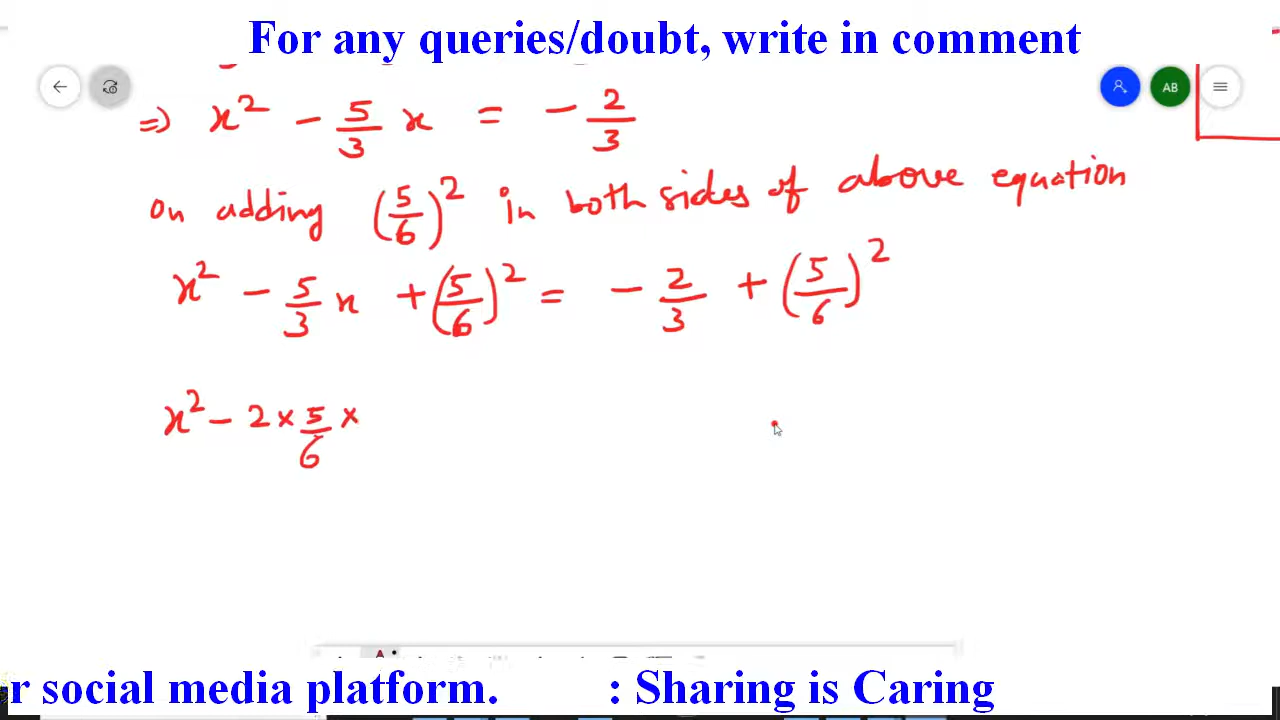 For any queries/doubt, write in comment
AB
=> x² - 5/3 x = - 2/3
on adding (5/6)² in both sides of above equation
x² - 5/3 x + (5/6)² = - 2/3 + (5/6)²
x² - 2 × 5/6 ×
r social media platform. : Sharing is Caring